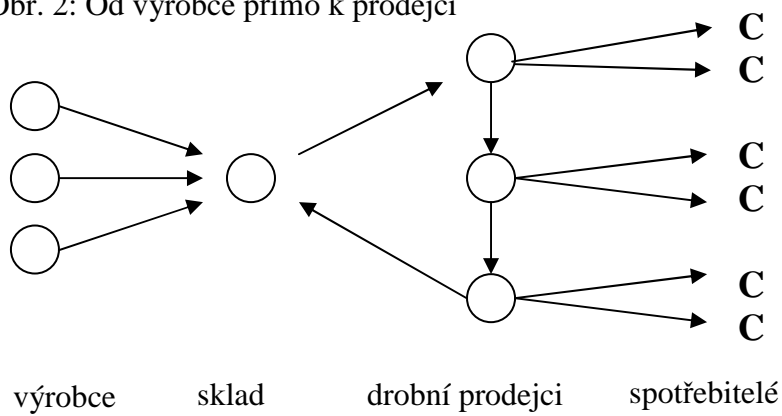 Obr. 2: Od výrobce přímo k prodejci
C
C
C
C
C
C
výrobce sklad drobní prodejci spotřebitelé